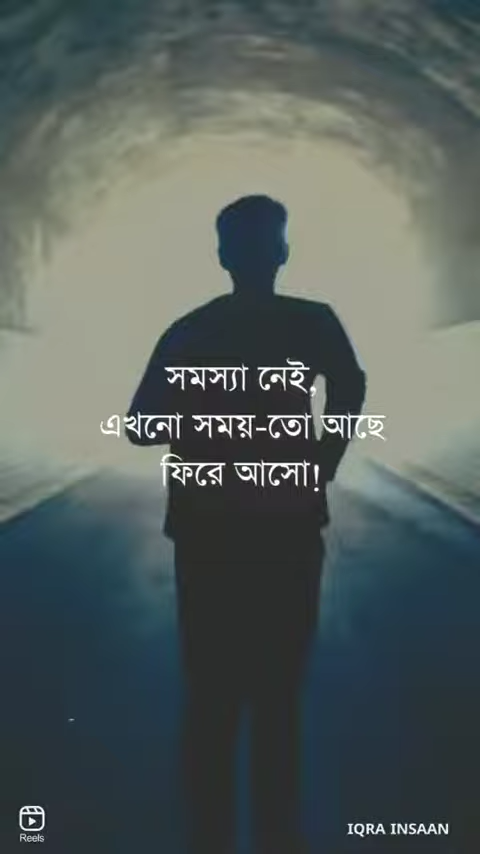 সমস্যা নেই,
এখনো সময়-তো আছে
ফিরে আসো!
Reels
IQRA INSAAN